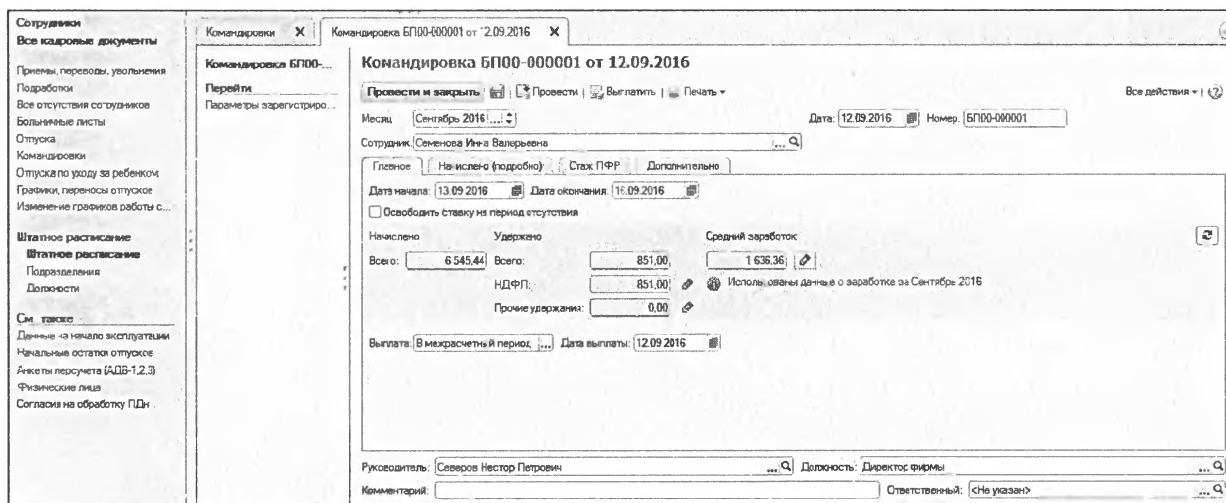 Сотрудники
Все кадровые документы
Приемы, переводы, увольнения
Подработки
Все отсутствия сотрудников
Больничные листы
Отпуска
Командировки
Отпуска по уходу за ребенком
Графики, переносы отпусков
Изменение графиков работы с...
Штатное расписание
Штатное расписание
Подразделения
Должности
См. также
Данные на начало эксплуатации
Начальные остатки отпусков
Анкеты персучета (АДВ-1,2,3)
Физические лица
Согласия на обработку ПДн
Командировки X Командировка БП00-000001 от 12.09.2016 X
Командировка БП00-...
Перейти
Параметры зарегистриро...
Командировка БП00-000001 от 12.09.2016
Провести и закрыть Провести Выплатить Печать Все действия
Месяц Сентябрь 2016 ... Дата: 12.09.2016 Номер: БП00-000001
Сотрудник: Семенова Инна Валерьевна ...
Главное Начислено (подробно) Стаж ПФР Дополнительно
Дата начала: 13.09.2016 Дата окончания: 16.09.2016
Освободить ставку на период отсутствия
Начислено Удержано Средний заработок
Всего: 6 545,44 Всего: 851,00 1 636,36
НДФЛ: 851,00 Использованы данные о заработке за Сентябрь 2016
Прочие удержания: 0,00
Выплата: В межрасчетный период ... Дата выплаты: 12.09.2016
Руководитель: Северов Нестор Петрович ... Должность: Директор фирмы ...
Комментарий: Ответственный: <Не указан> ...